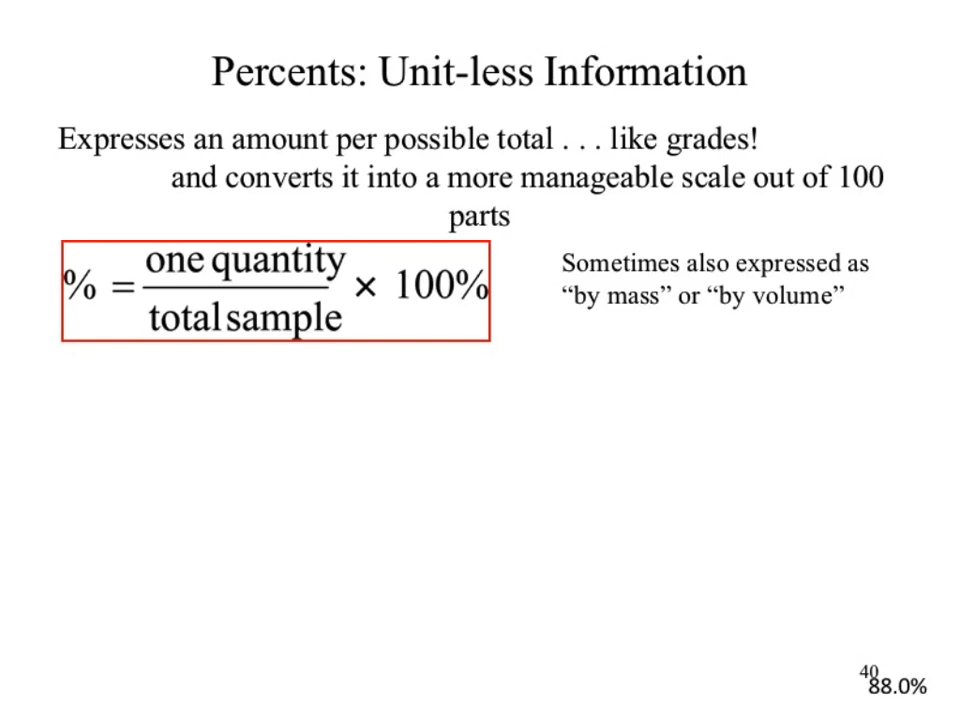 Percents: Unit-less Information
Expresses an amount per possible total . . . like grades!
and converts it into a more manageable scale out of 100
parts
% = one quantity / total sample × 100%
Sometimes also expressed as
“by mass” or “by volume”
40
88.0%